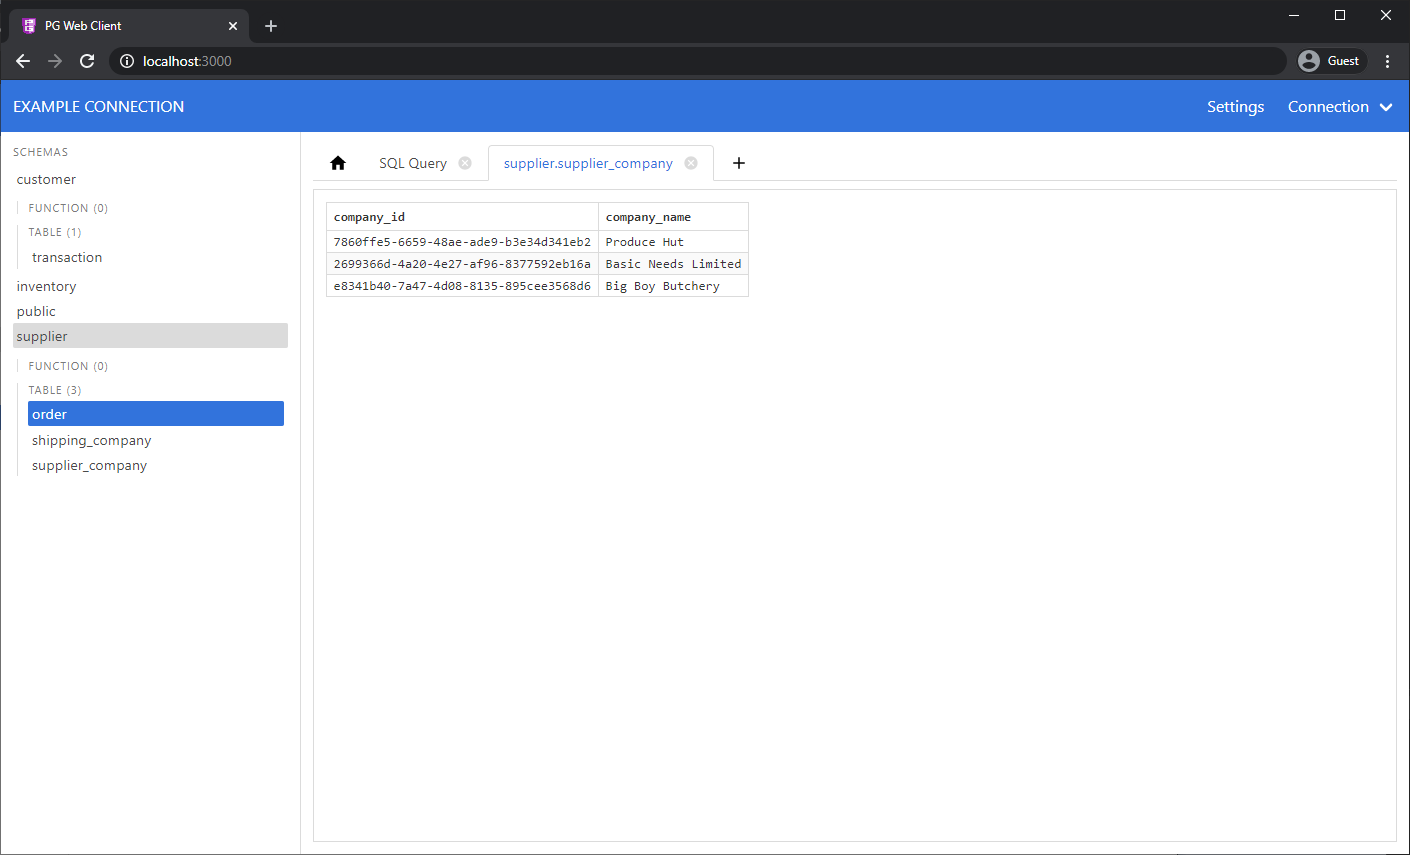 PG Web Client
localhost:3000
Guest
EXAMPLE CONNECTION
Settings
Connection
SCHEMAS
customer
FUNCTION (0)
TABLE (1)
transaction
inventory
public
supplier
FUNCTION (0)
TABLE (3)
order
shipping_company
supplier_company
SQL Query
supplier.supplier_company
company_id company_name
7860ffe5-6659-48ae-ade9-b3e34d341eb2 Produce Hut
2699366d-4a20-4e27-af96-8377592eb16a Basic Needs Limited
e8341b40-7a47-4d08-8135-895cee3568d6 Big Boy Butchery